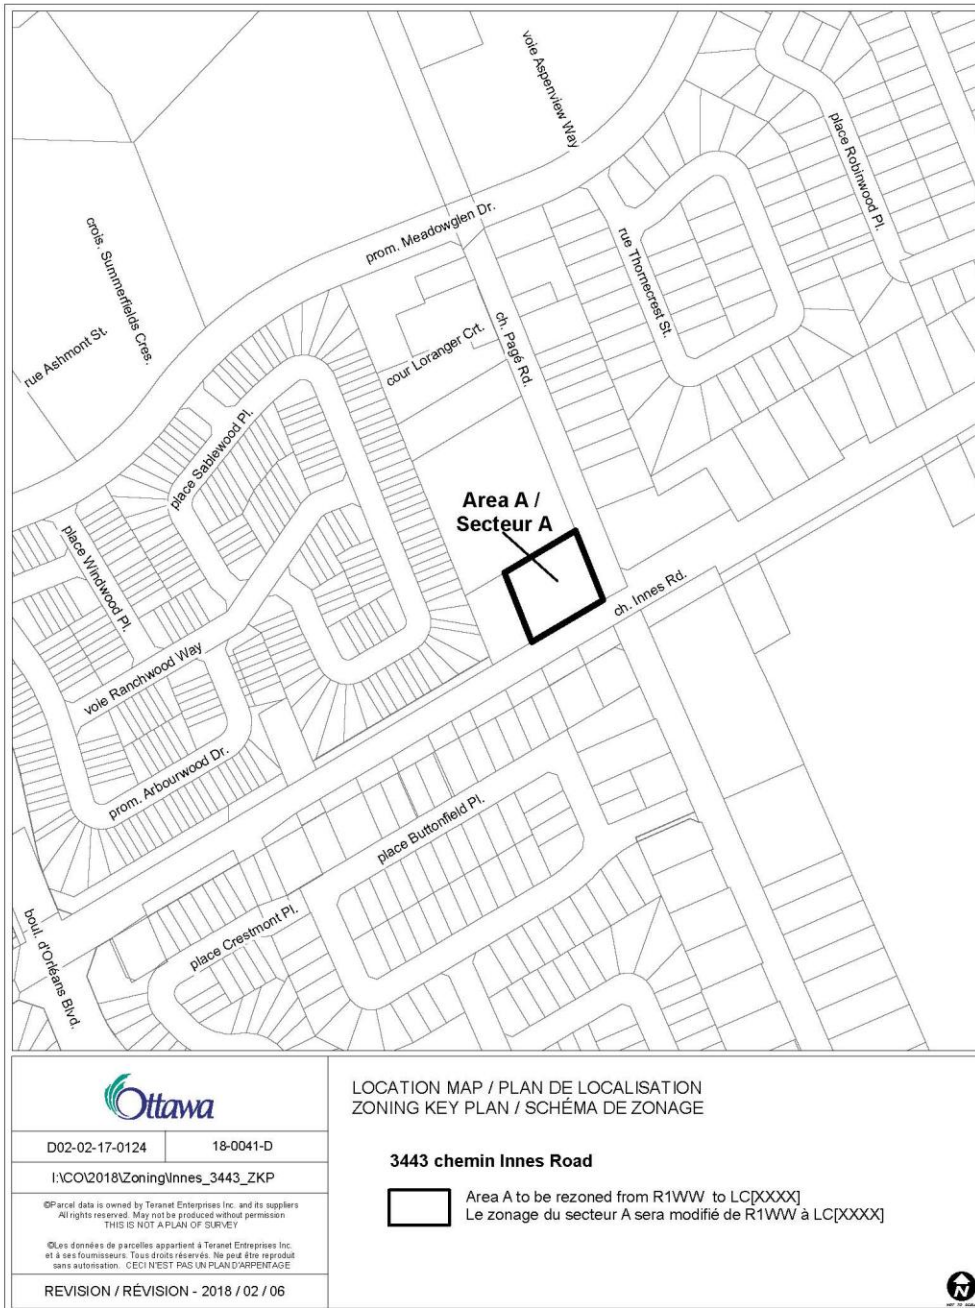 voie Aspenview Way
place Robinwood Pl.
crois. Summerfields Cres.
prom. Meadowglen Dr.
rue Thornecrest St.
rue Ashmont St.
ch. Pagé Rd.
cour Loranger Crt.
place Sablewood Pl.
Area A /
Secteur A
place Windwood Pl.
ch. Innes Rd.
voie Ranchwood Way
prom. Arbourwood Dr.
place Buttonfield Pl.
place Crestmont Pl.
boul. d'Orléans Blvd.
Ottawa
D02-02-17-0124
18-0041-D
I:\CO\2018\Zoning\Innes_3443_ZKP
©Parcel data is owned by Teranet Enterprises Inc. and its suppliers
All rights reserved. May not be produced without permission
THIS IS NOT A PLAN OF SURVEY
©Les données de parcelles appartient à Teranet Entreprises Inc.
et à ses fournisseurs. Tous droits réservés. Ne peut être reproduit
sans autorisation. CECI N'EST PAS UN PLAN D'ARPENTAGE
REVISION / RÉVISION - 2018 / 02 / 06
LOCATION MAP / PLAN DE LOCALISATION
ZONING KEY PLAN / SCHÉMA DE ZONAGE
3443 chemin Innes Road
Area A to be rezoned from R1WW to LC[XXXX]
Le zonage du secteur A sera modifié de R1WW à LC[XXXX]
N